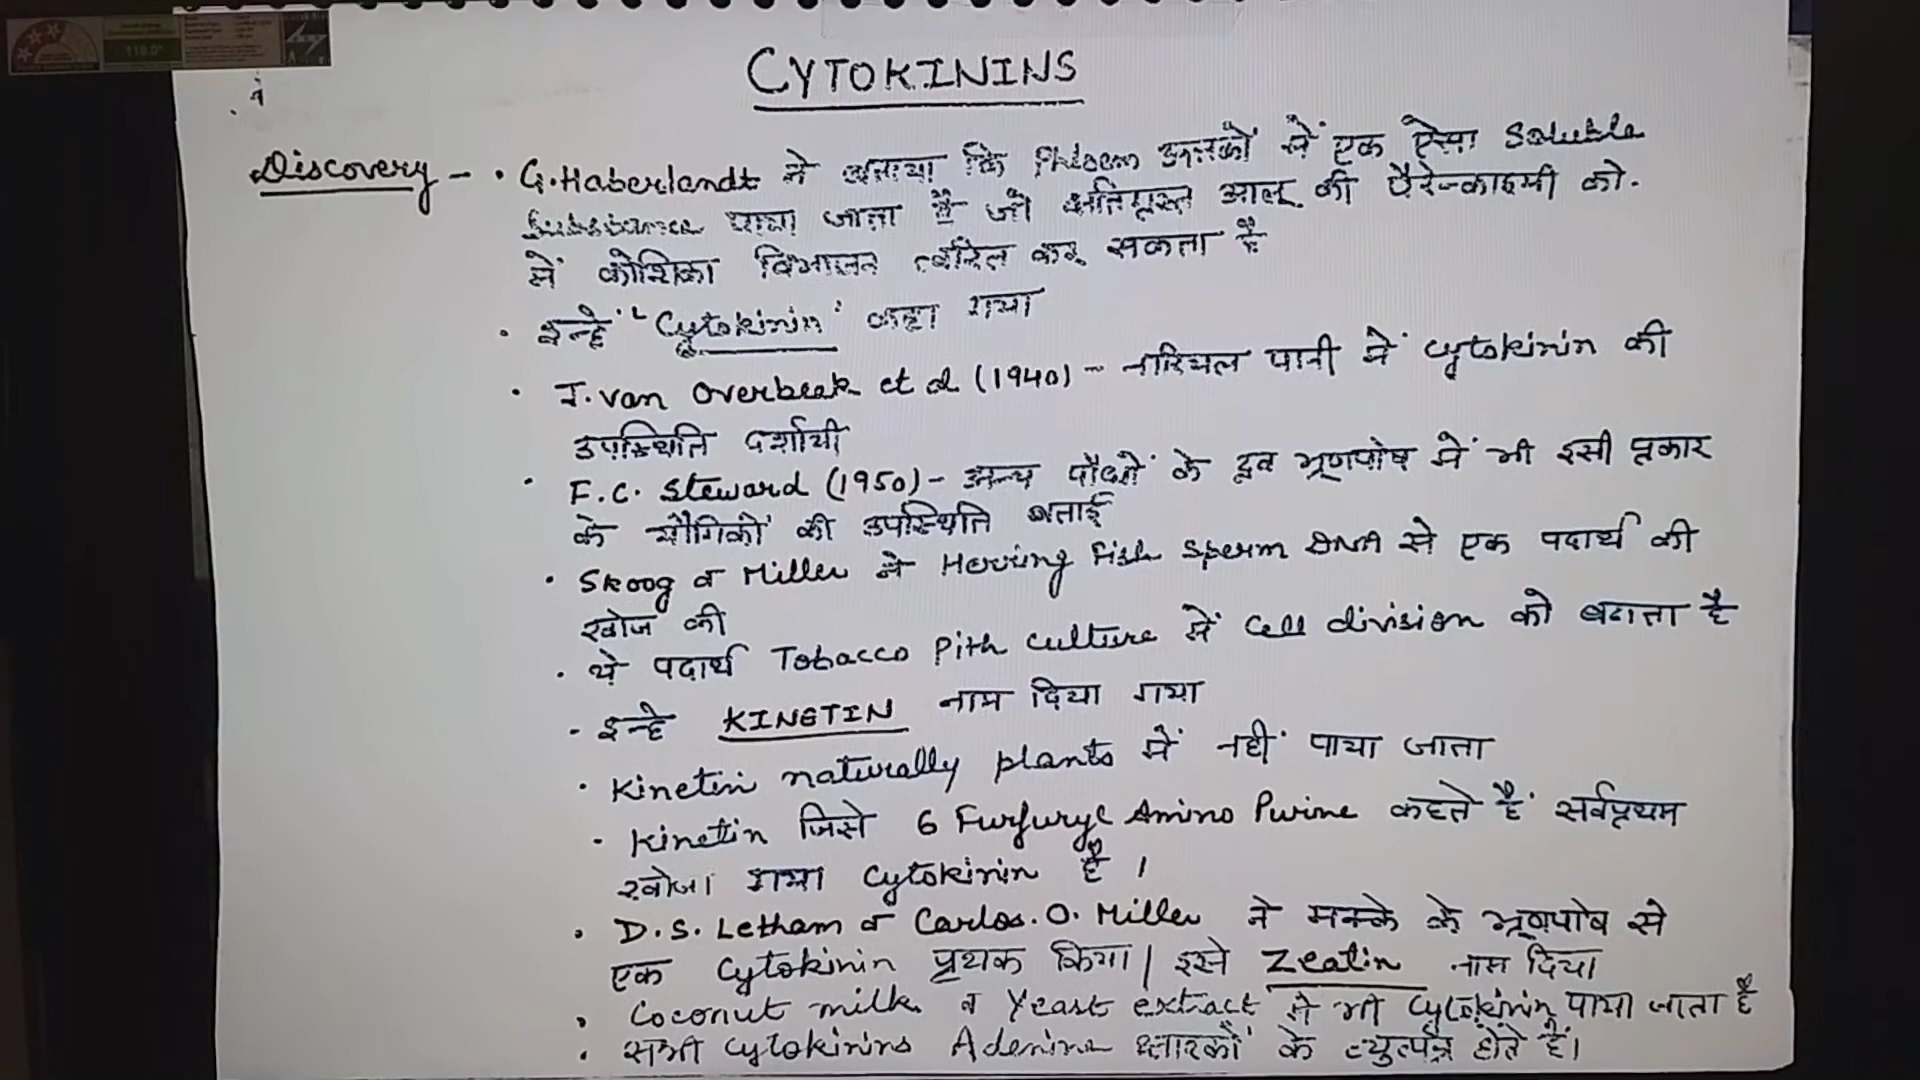 CYTOKININS
Discovery - • G. Haberlandt ने बताया कि Phloem ऊतकों में एक ऐसा Soluble
Substance पाया जाता है जो क्षतिग्रस्त आलू की पैरेन्काइमी को.
में कोशिका विभाजन त्वरित कर सकता है
• इन्हें 'Cytokinin' कहा गया
• J. van Overbeek et al (1940) - नारियल पानी में cytokinin की
उपस्थिति दर्शायी
• F.C. Steward (1950) - अन्य पौधों के द्रव भ्रूणपोष में भी इसी प्रकार
के यौगिकों की उपस्थिति बताई
• Skoog व Miller ने Herring Fish Sperm DNA से एक पदार्थ की
खोज की
• ये पदार्थ Tobacco Pith Culture में Cell division को बढाता है
• इन्हे KINETIN नाम दिया गया
• Kinetin naturally plants में नहीं पाया जाता
• Kinetin जिसे 6 Furfuryl Amino Purine कहते हैं सर्वप्रथम
खोजा गया Cytokinin है।
• D.S. Letham व Carlos.O. Miller ने मक्के के भ्रूणपोष से
एक Cytokinin प्रथक किया। इसे Zeatin नाम दिया
• Coconut milk व Yeast extract में भी Cytokinin पाया जाता है
• सभी Cytokinins Adenine क्षारकों के व्युत्पन्न होते हैं।